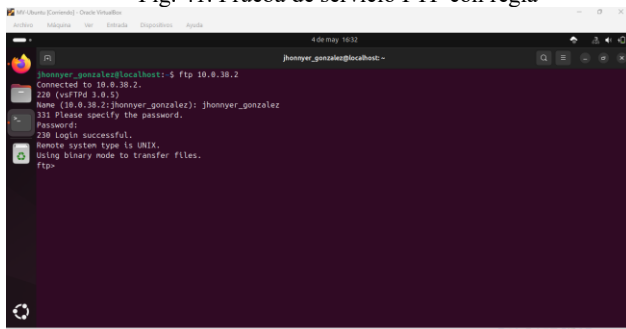 Fig. 41. Prueba de servicio FTP con regla
MV-Ubuntu [Corriendo] - Oracle VirtualBox
Archivo Máquina Ver Entrada Dispositivos Ayuda
4 de may 16:32
jhonnyer_gonzalez@localhost: ~
jhonnyer_gonzalez@localhost:~$ ftp 10.0.38.2
Connected to 10.0.38.2.
220 (vsFTPd 3.0.5)
Name (10.0.38.2:jhonnyer_gonzalez): jhonnyer_gonzalez
331 Please specify the password.
Password:
230 Login successful.
Remote system type is UNIX.
Using binary mode to transfer files.
ftp>